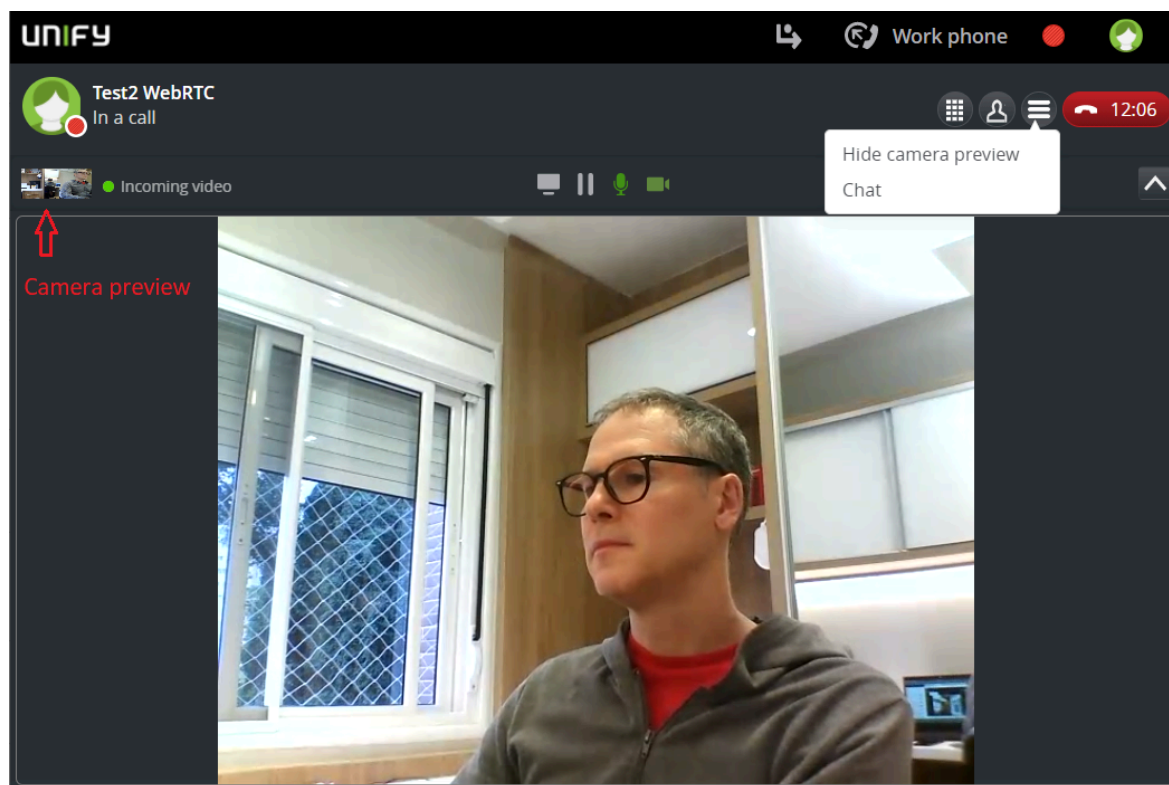 UNIFY
Work phone
Test2 WebRTC
In a call
12:06
Hide camera preview
Chat
Incoming video
Camera preview